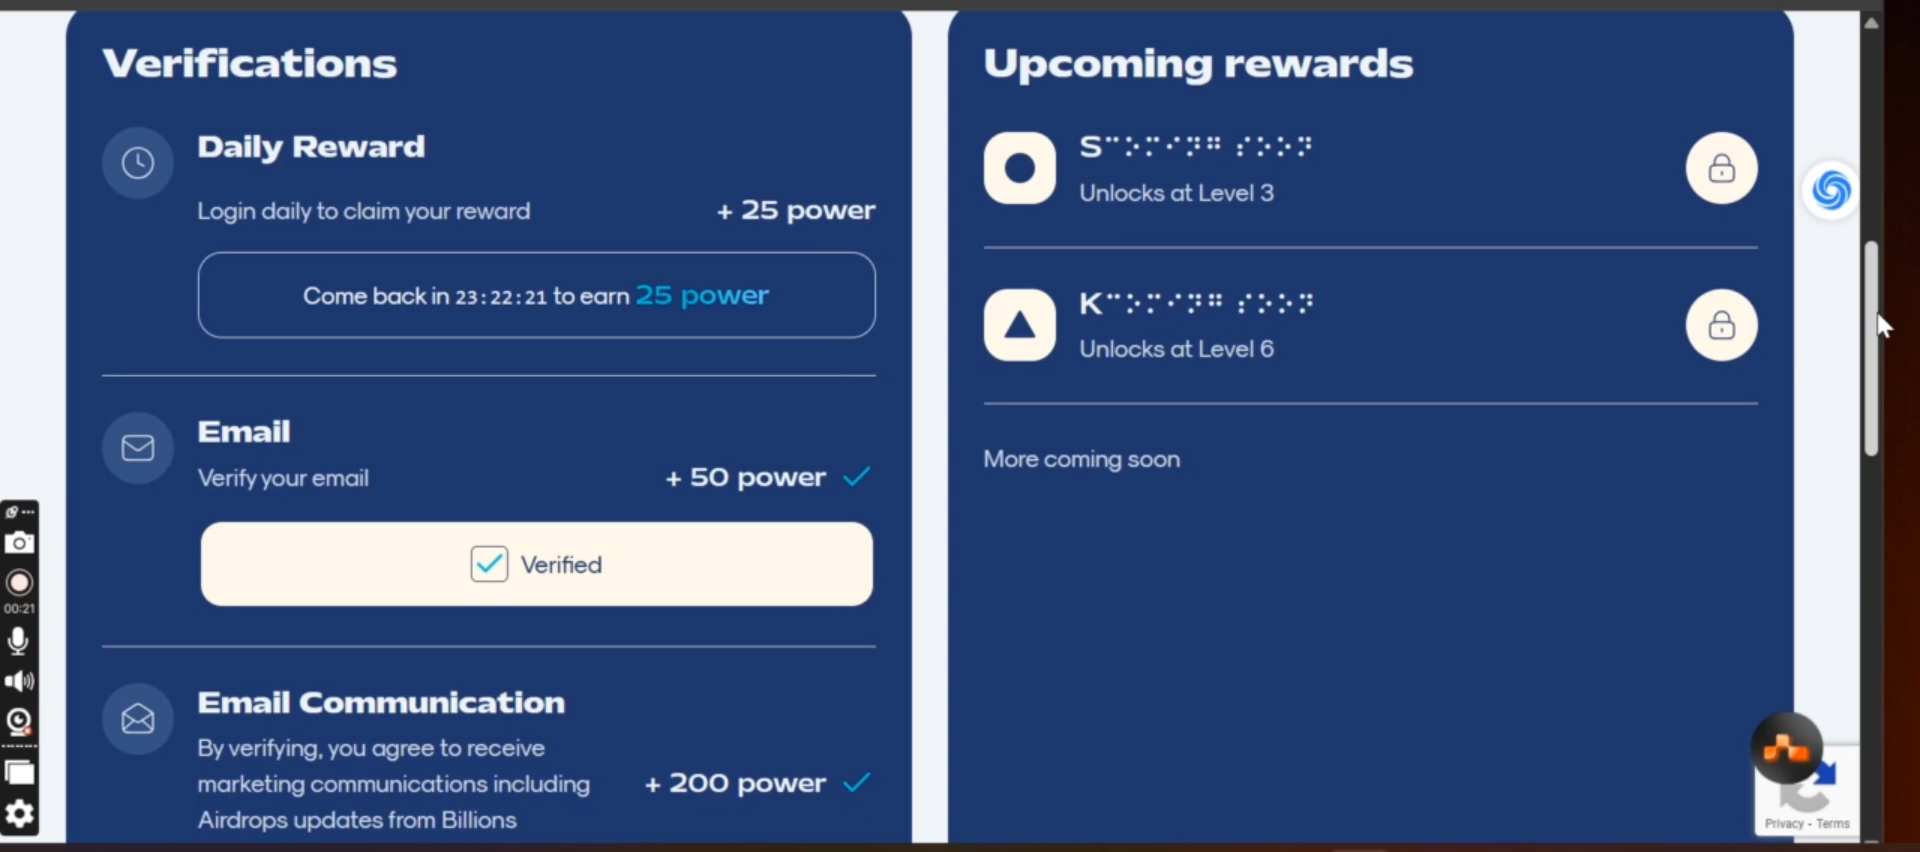 Verifications
Daily Reward
Login daily to claim your reward
+ 25 power
Come back in 23:22:21 to earn 25 power
Email
Verify your email
+ 50 power
Verified
Email Communication
By verifying, you agree to receive
marketing communications including
Airdrops updates from Billions
+ 200 power
Upcoming rewards
S⠉⠕⠍⠊⠝⠛ ⠎⠕⠕⠝
Unlocks at Level 3
K⠉⠕⠍⠊⠝⠛ ⠎⠕⠕⠝
Unlocks at Level 6
More coming soon
00:21
Privacy - Terms